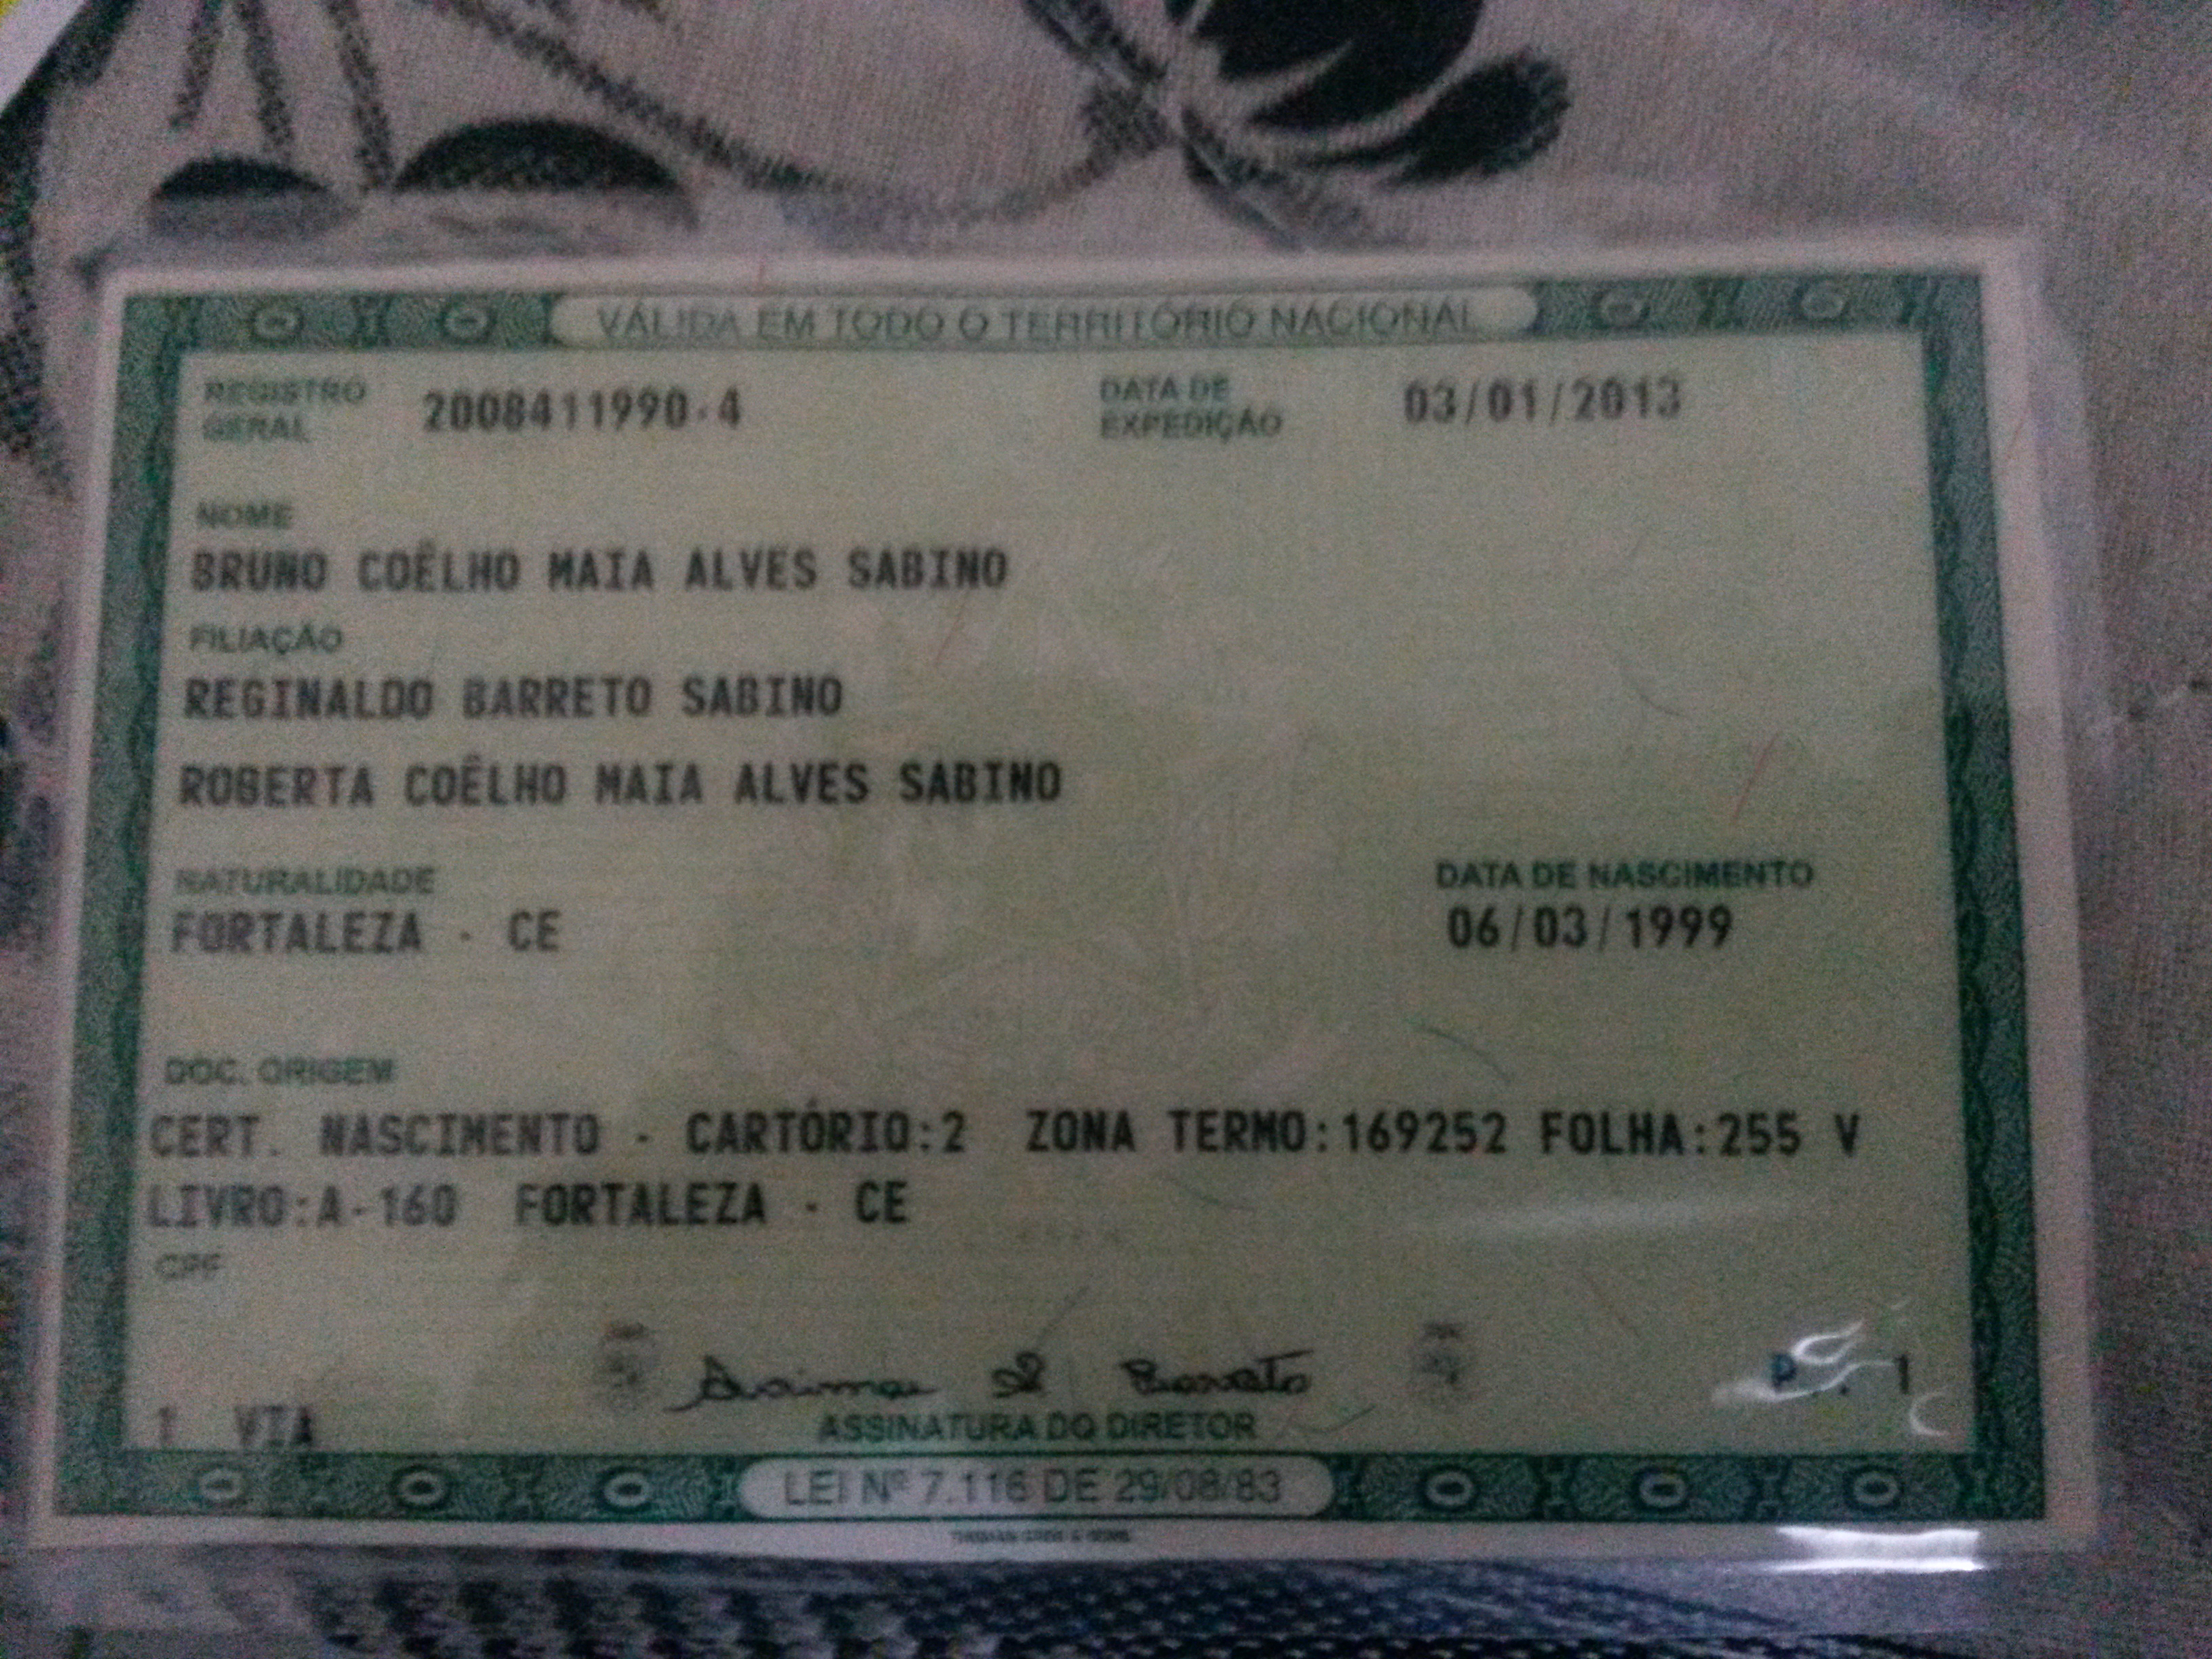 VÁLIDA EM TODO O TERRITÓRIO NACIONAL
REGISTRO GERAL 2008411990-4 DATA DE EXPEDIÇÃO 03/01/2013
NOME
BRUNO COÊLHO MAIA ALVES SABINO
FILIAÇÃO
REGINALDO BARRETO SABINO
ROBERTA COÊLHO MAIA ALVES SABINO
NATURALIDADE DATA DE NASCIMENTO
FORTALEZA - CE 06/03/1999
DOC. ORIGEM
CERT. NASCIMENTO - CARTÓRIO:2 ZONA TERMO:169252 FOLHA:255 V
LIVRO:A-160 FORTALEZA - CE
CPF
1 VIA
ASSINATURA DO DIRETOR
LEI Nº 7.116 DE 29/08/83